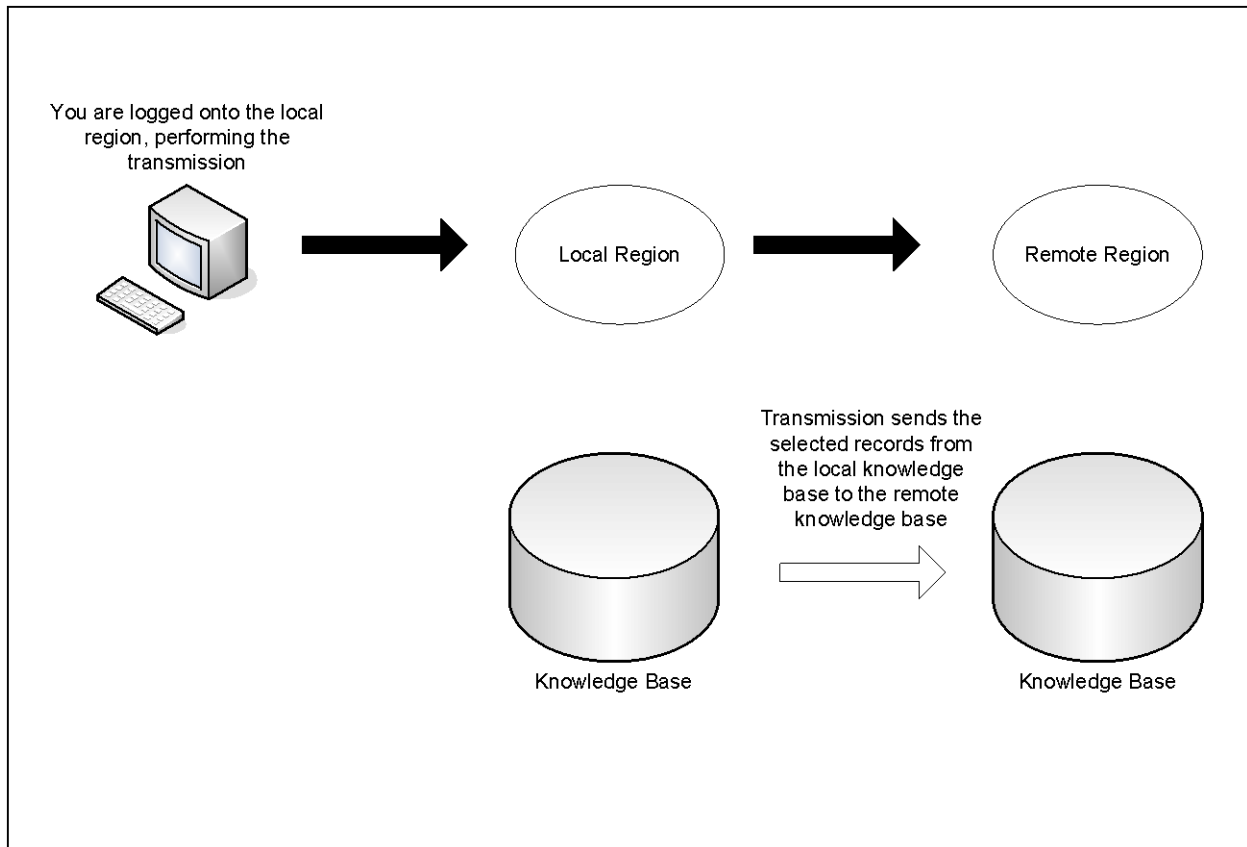 You are logged onto the local
region, performing the
transmission
Local Region
Remote Region
Transmission sends the
selected records from
the local knowledge
base to the remote
knowledge base
Knowledge Base
Knowledge Base